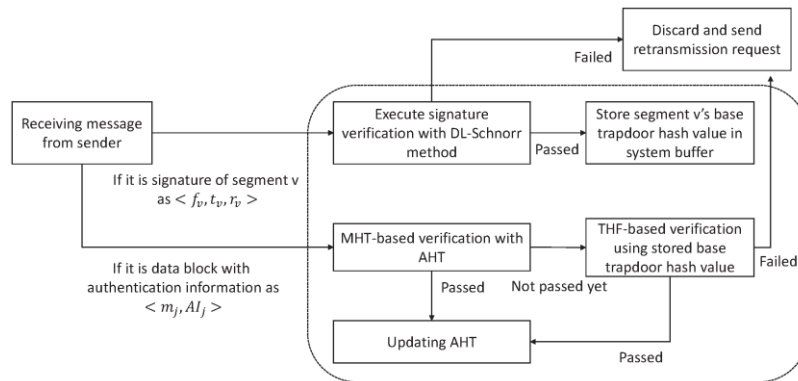 Discard and send
retransmission request
Failed
Receiving message
from sender
Execute signature
verification with DL-Schnorr
method
Passed
Store segment v's base
trapdoor hash value in
system buffer
If it is signature of segment v
as < f_v, t_v, r_v >
MHT-based verification with
AHT
Not passed yet
THF-based verification
using stored base
trapdoor hash value
Failed
If it is data block with
authentication information as
< m_j, AI_j >
Passed
Updating AHT
Passed